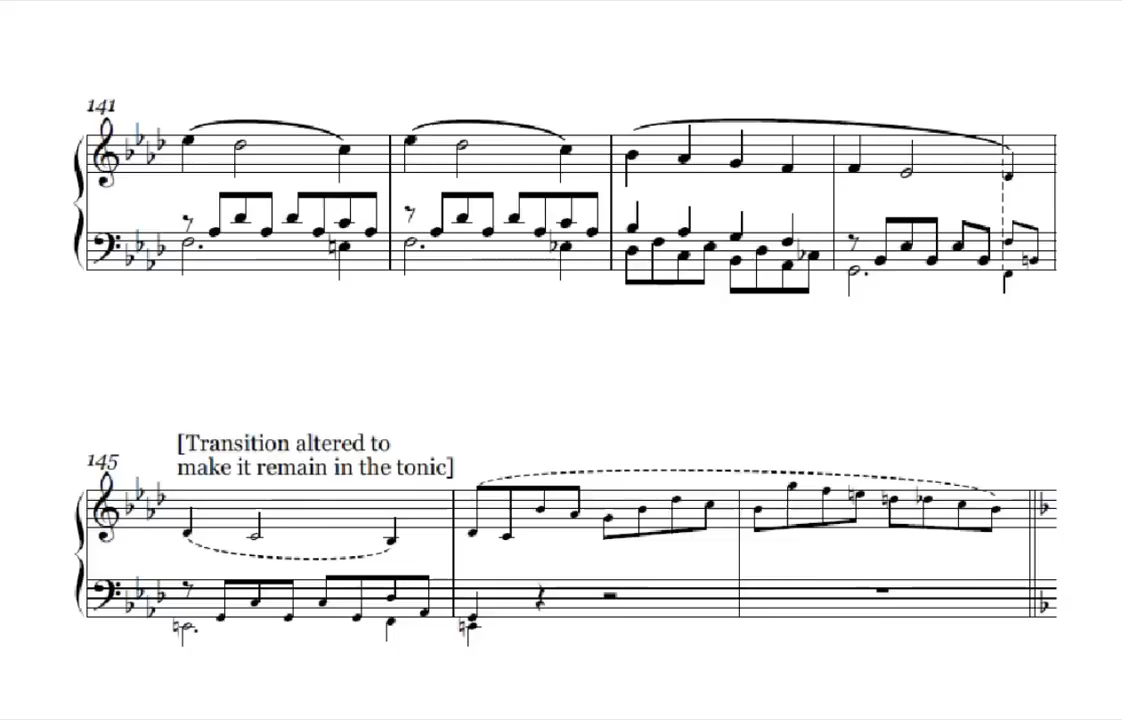 141
[Transition altered to
145
make it remain in the tonic]